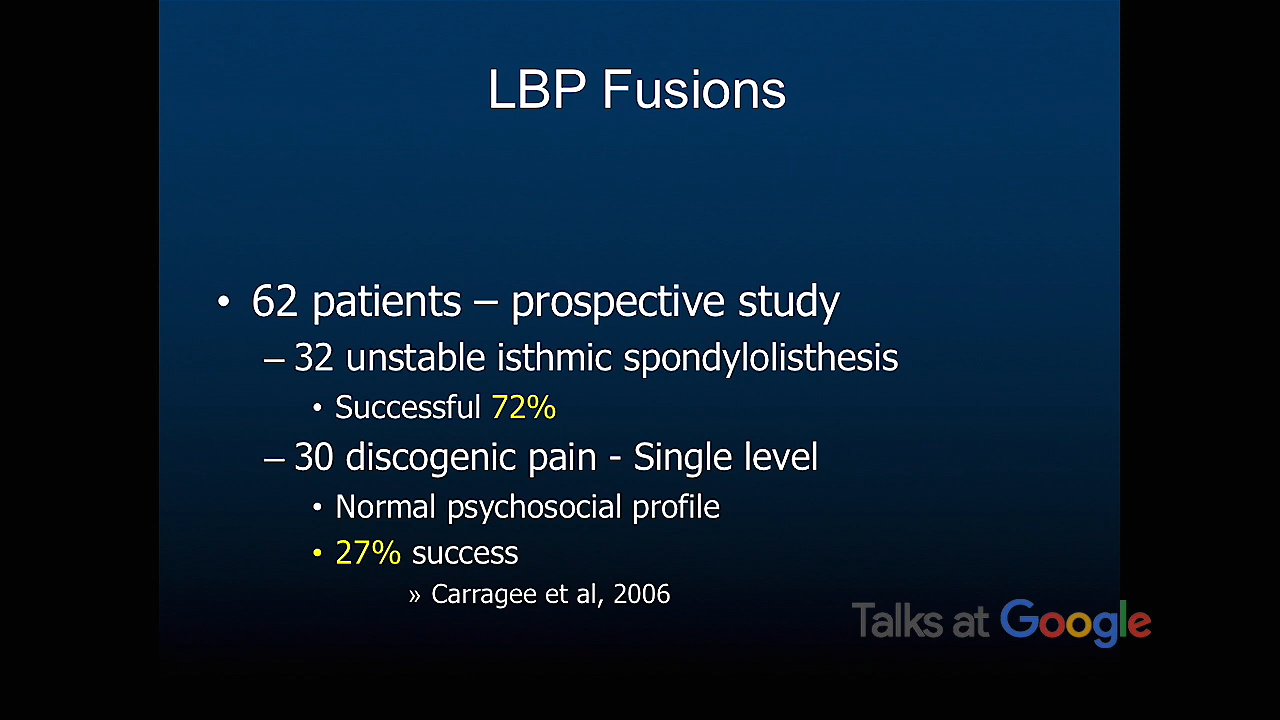 LBP Fusions
• 62 patients – prospective study
– 32 unstable isthmic spondylolisthesis
• Successful 72%
– 30 discogenic pain - Single level
• Normal psychosocial profile
• 27% success
» Carragee et al, 2006
Talks at Google